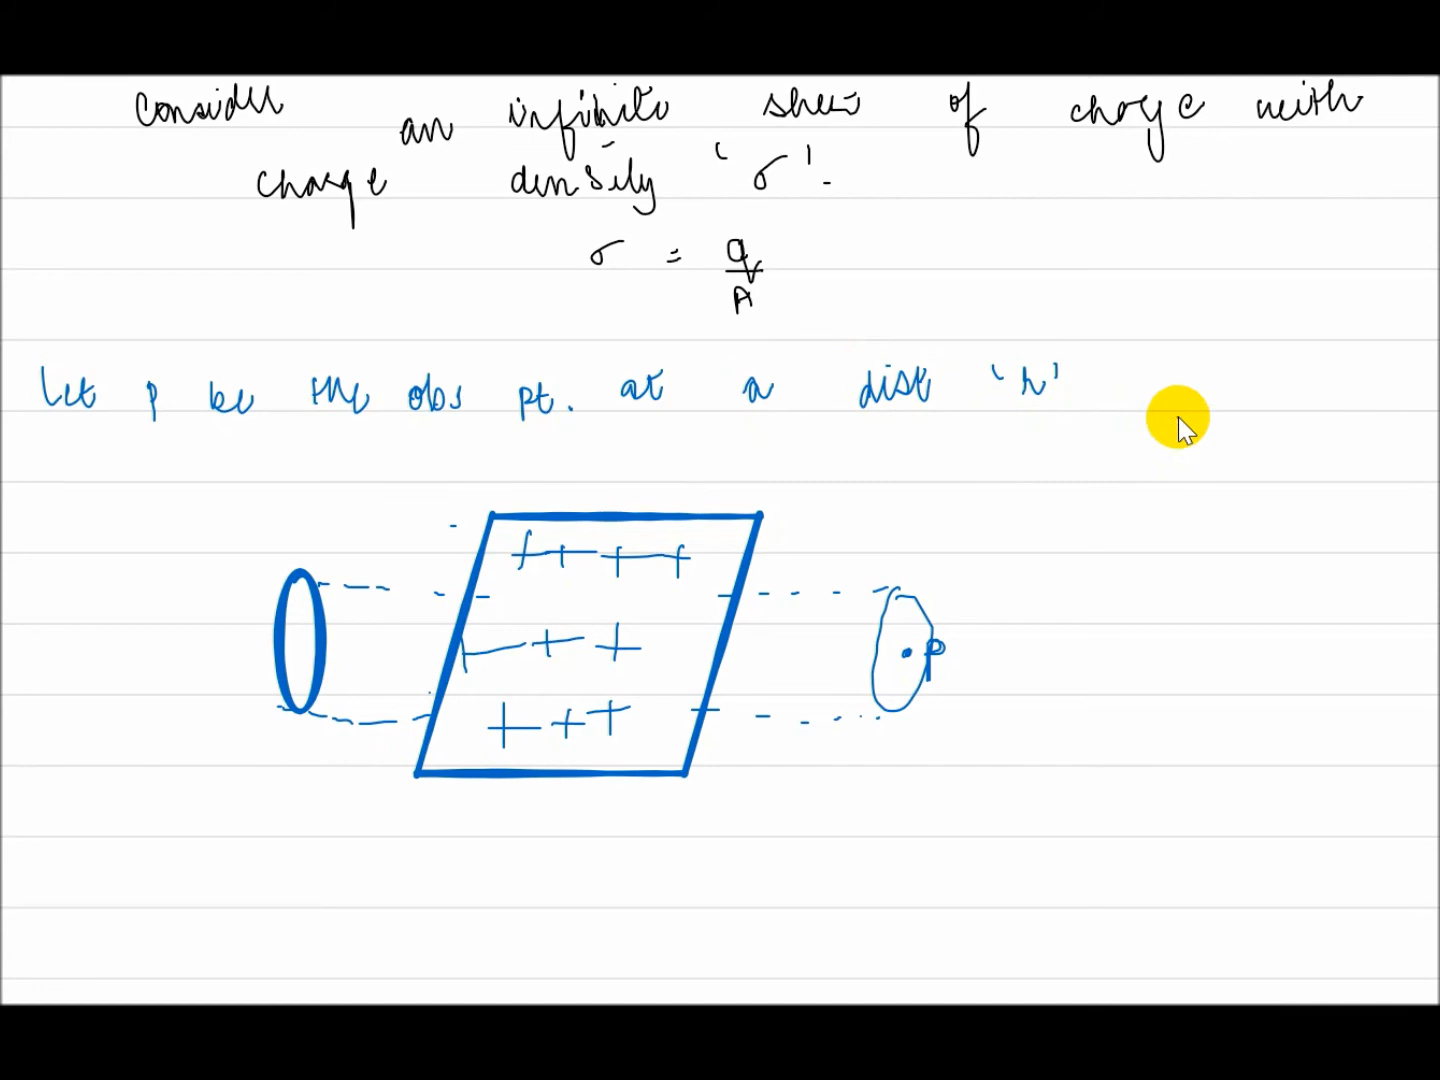 Consider an infinite sheet of charge with
charge density 'σ'.
σ = q/A
Let P be the obs pt. at a dist 'r'
+ + + +
+ + +
P
+ + +